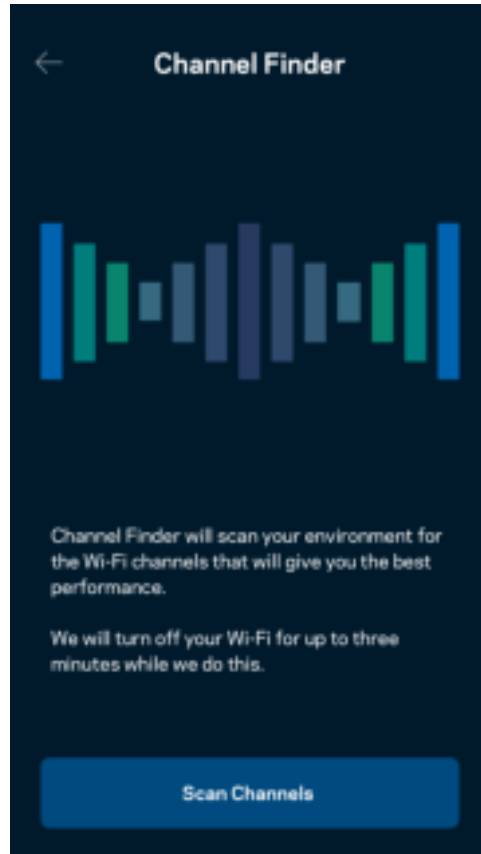 Channel Finder
Channel Finder will scan your environment for
the Wi-Fi channels that will give you the best
performance.
We will turn off your Wi-Fi for up to three
minutes while we do this.
Scan Channels